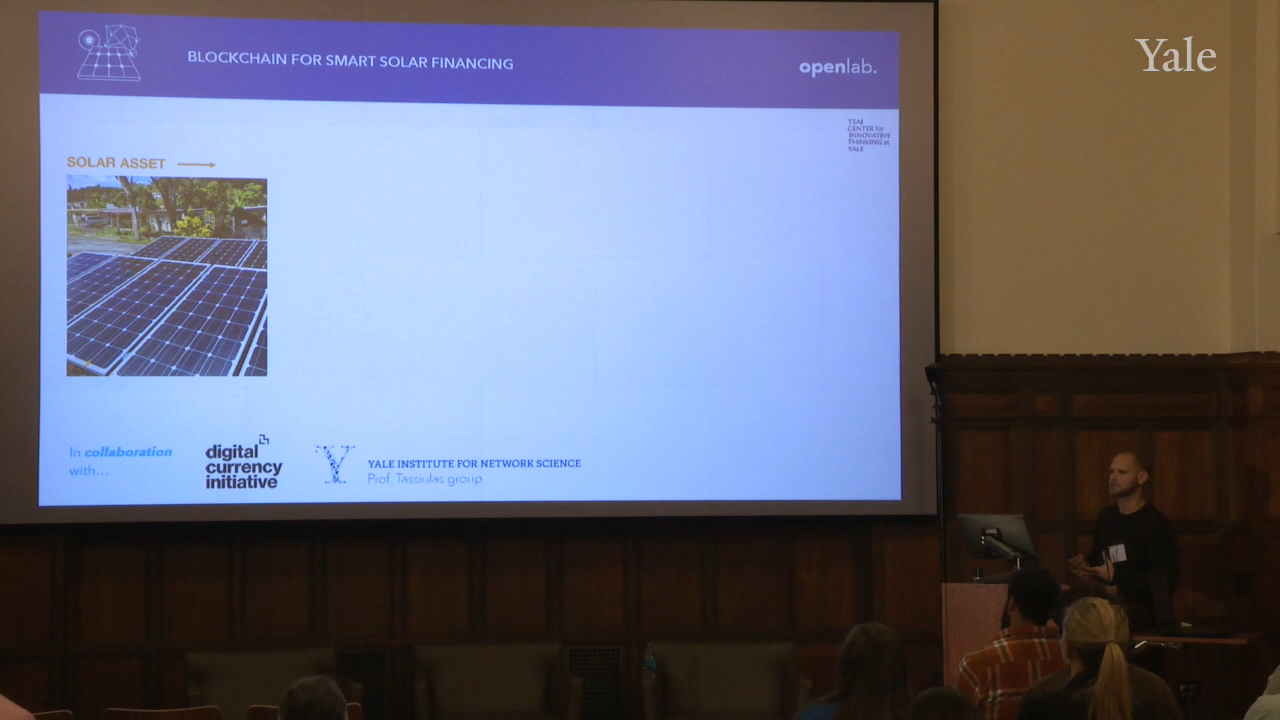 BLOCKCHAIN FOR SMART SOLAR FINANCING
openlab.
Yale
TSAI
CENTER for
INNOVATIVE
THINKING at
YALE
SOLAR ASSET
In collaboration
with...
digital
currency
initiative
YALE INSTITUTE FOR NETWORK SCIENCE
Prof. Tassiulas group